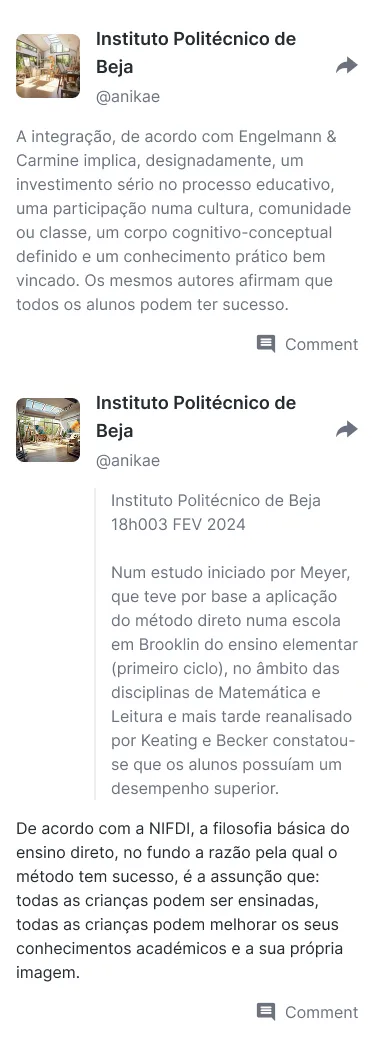 Instituto Politécnico de
Beja
@anikae
A integração, de acordo com Engelmann &
Carmine implica, designadamente, um
investimento sério no processo educativo,
uma participação numa cultura, comunidade
ou classe, um corpo cognitivo-conceptual
definido e um conhecimento prático bem
vincado. Os mesmos autores afirmam que
todos os alunos podem ter sucesso.
Comment
Instituto Politécnico de
Beja
@anikae
Instituto Politécnico de Beja
18h003 FEV 2024
Num estudo iniciado por Meyer,
que teve por base a aplicação
do método direto numa escola
em Brooklin do ensino elementar
(primeiro ciclo), no âmbito das
disciplinas de Matemática e
Leitura e mais tarde reanalisado
por Keating e Becker constatou-
se que os alunos possuíam um
desempenho superior.
De acordo com a NIFDI, a filosofia básica do
ensino direto, no fundo a razão pela qual o
método tem sucesso, é a assunção que:
todas as crianças podem ser ensinadas,
todas as crianças podem melhorar os seus
conhecimentos académicos e a sua própria
imagem.
Comment